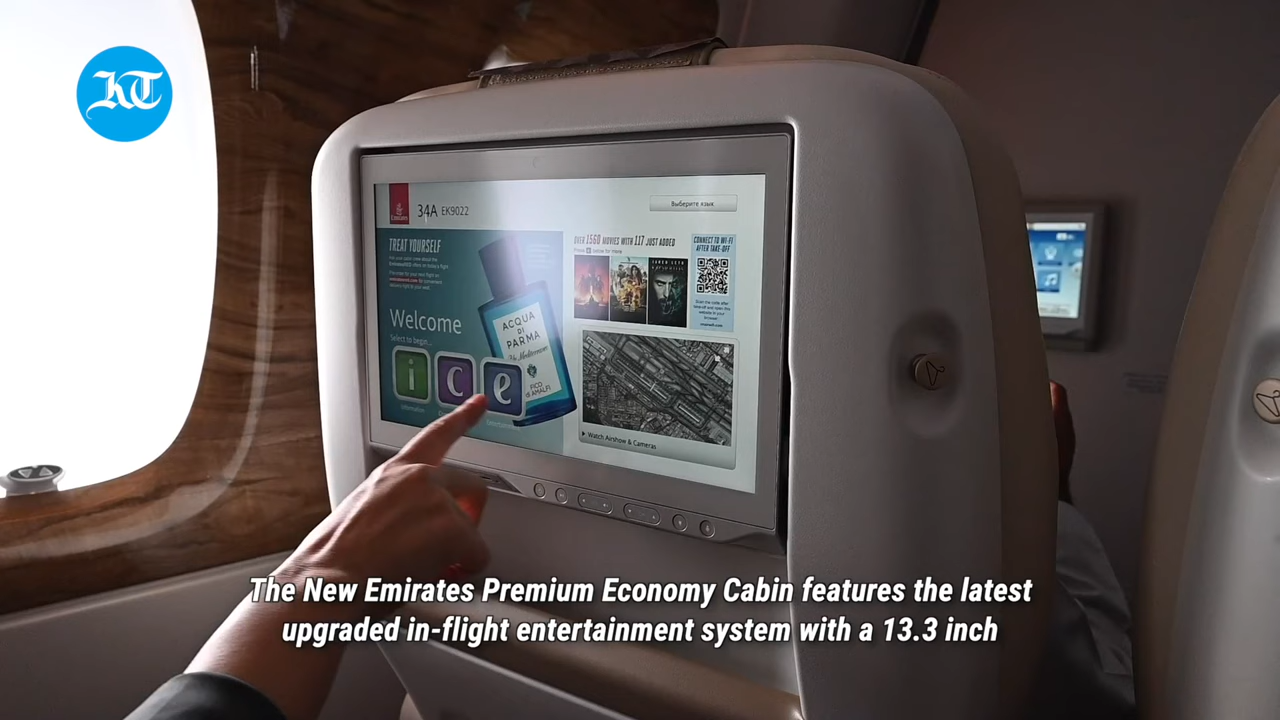 KT
Emirates
34A EK9022
Выберите язык
TREAT YOURSELF
OVER 1560 MOVIES WITH 117 JUST ADDED
CONNECT TO WI-FI
AFTER TAKE-OFF
Welcome
Select to begin...
ACQUA
DI
PARMA
i c e
Information
Watch Airshow & Cameras
The New Emirates Premium Economy Cabin features the latest
upgraded in-flight entertainment system with a 13.3 inch